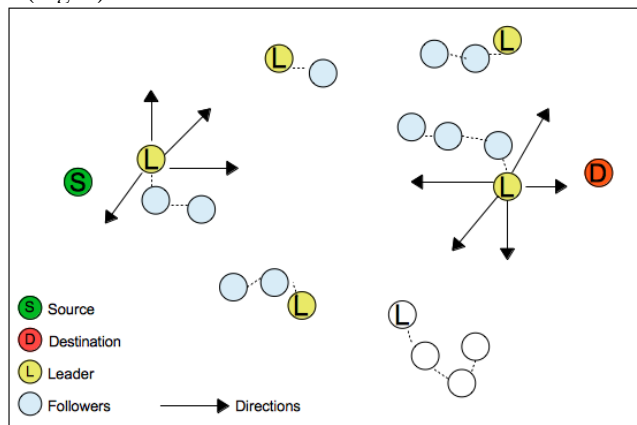 L
L
L
L
S
D
L
L
L
S Source
D Destination
L Leader
Followers
Directions